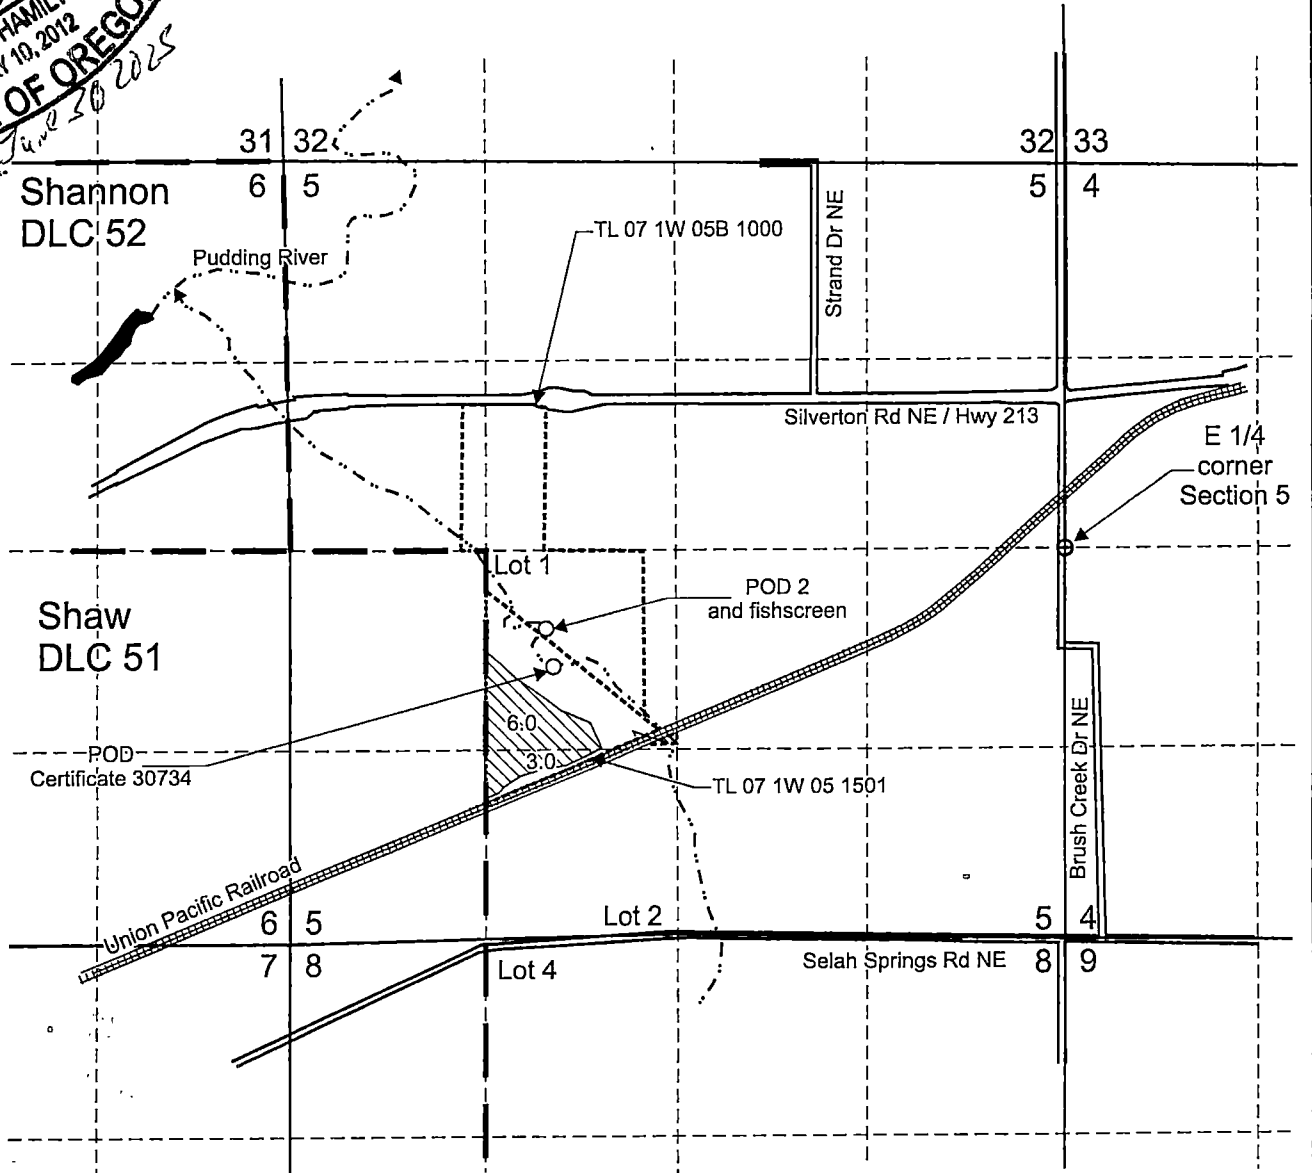 10, 2012
OF OREGO
June 30 2025
31 32
32 33
6 5
5 4
Shannon
DLC 52
TL 07 1W 05B 1000
Strand Dr NE
Pudding River
Silverton Rd NE / Hwy 213
E 1/4
corner
Section 5
Lot 1
POD 2
and fishscreen
Shaw
DLC 51
6.0
3.0
POD
Certificate 30734
TL 07 1W 05 1501
Brush Creek Dr NE
Union Pacific Railroad
6 5
Lot 2
5 4
7 8
Lot 4
Selah Springs Rd NE
8 9